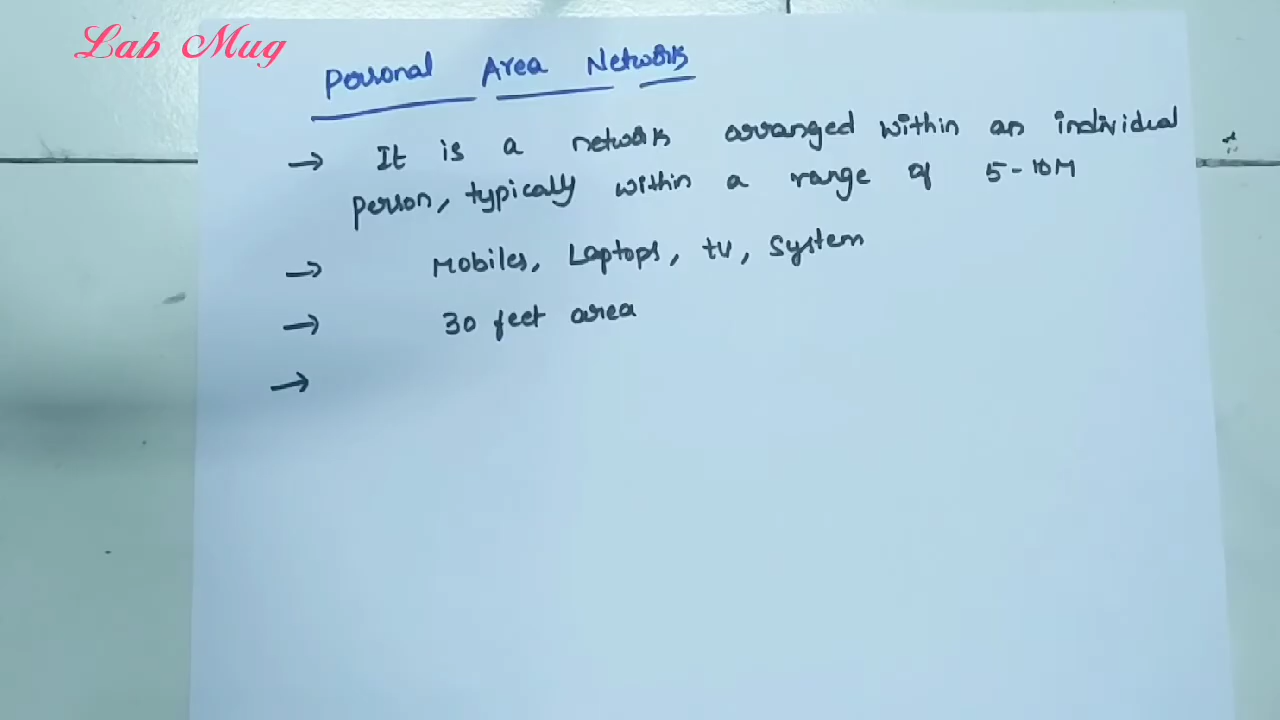 Lab Mug
Personal Area Network
→ It is a network arranged within an individual
person, typically within a range of 5-10M
→ Mobiles, Laptops, tv, System
→ 30 feet area
→